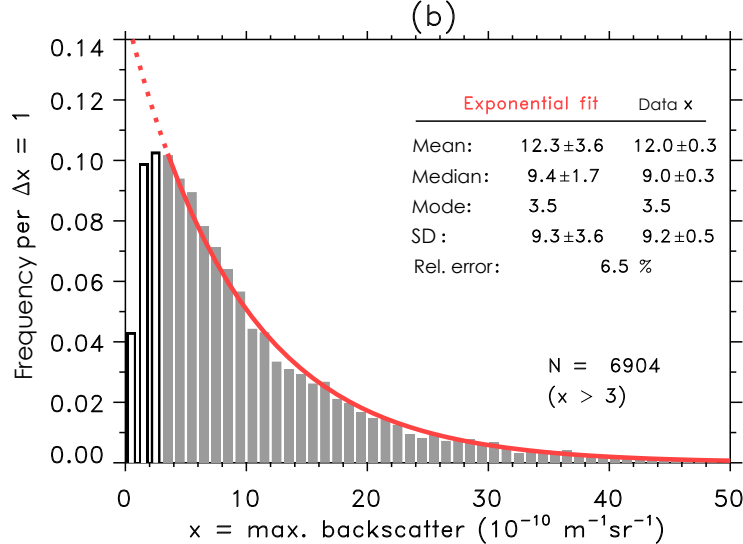 (b)
0.14
0.12
0.10
0.08
0.06
0.04
0.02
0.00
Frequency per Δx = 1
Exponential fit Data x
Mean: 12.3±3.6 12.0±0.3
Median: 9.4±1.7 9.0±0.3
Mode: 3.5 3.5
SD: 9.3±3.6 9.2±0.5
Rel. error: 6.5 %
N = 6904
(x > 3)
0 10 20 30 40 50
x = max. backscatter (10⁻¹⁰ m⁻¹sr⁻¹)